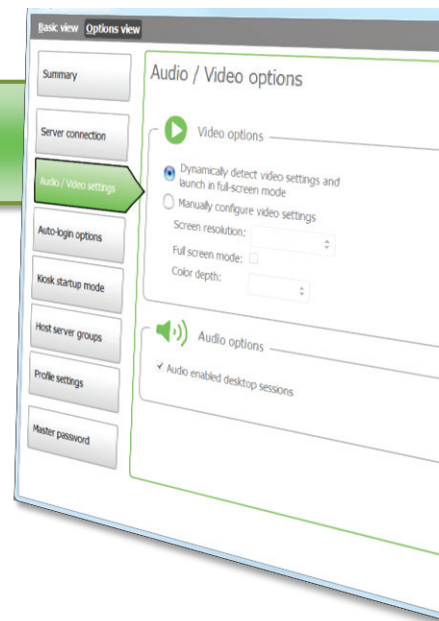 Basic view Options view
Summary
Server connection
Audio / Video settings
Auto-login options
Kiosk startup mode
Host server groups
Profile settings
Master password
Audio / Video options
Video options
Dynamically detect video settings and
launch in full-screen mode
Manually configure video settings
Screen resolution:
Full screen mode:
Color depth:
Audio options
Audio enabled desktop sessions